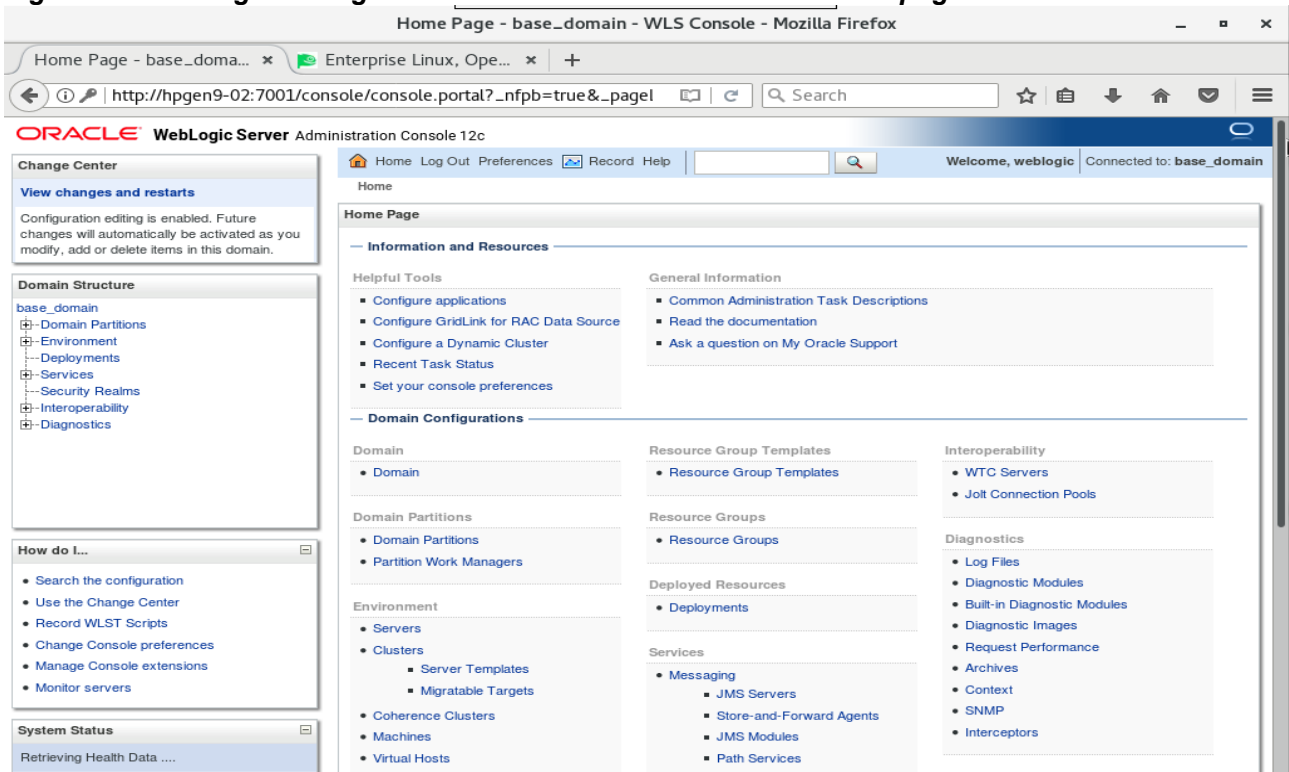 Home Page - base_domain - WLS Console - Mozilla Firefox
Home Page - base_doma...
Enterprise Linux, Ope...
http://hpgen9-02:7001/console/console.portal?_nfpb=true&_pagel
Search
ORACLE WebLogic Server Administration Console 12c
Change Center
View changes and restarts
Configuration editing is enabled. Future
changes will automatically be activated as you
modify, add or delete items in this domain.
Domain Structure
base_domain
Domain Partitions
Environment
Deployments
Services
Security Realms
Interoperability
Diagnostics
How do I...
Search the configuration
Use the Change Center
Record WLST Scripts
Change Console preferences
Manage Console extensions
Monitor servers
System Status
Retrieving Health Data ....
Home Log Out Preferences Record Help
Welcome, weblogic Connected to: base_domain
Home
Home Page
Information and Resources
Helpful Tools
Configure applications
Configure GridLink for RAC Data Source
Configure a Dynamic Cluster
Recent Task Status
Set your console preferences
General Information
Common Administration Task Descriptions
Read the documentation
Ask a question on My Oracle Support
Domain Configurations
Domain
Domain
Domain Partitions
Domain Partitions
Partition Work Managers
Environment
Servers
Clusters
Server Templates
Migratable Targets
Coherence Clusters
Machines
Virtual Hosts
Resource Group Templates
Resource Group Templates
Resource Groups
Resource Groups
Deployed Resources
Deployments
Services
Messaging
JMS Servers
Store-and-Forward Agents
JMS Modules
Path Services
Interoperability
WTC Servers
Jolt Connection Pools
Diagnostics
Log Files
Diagnostic Modules
Built-in Diagnostic Modules
Diagnostic Images
Request Performance
Archives
Context
SNMP
Interceptors